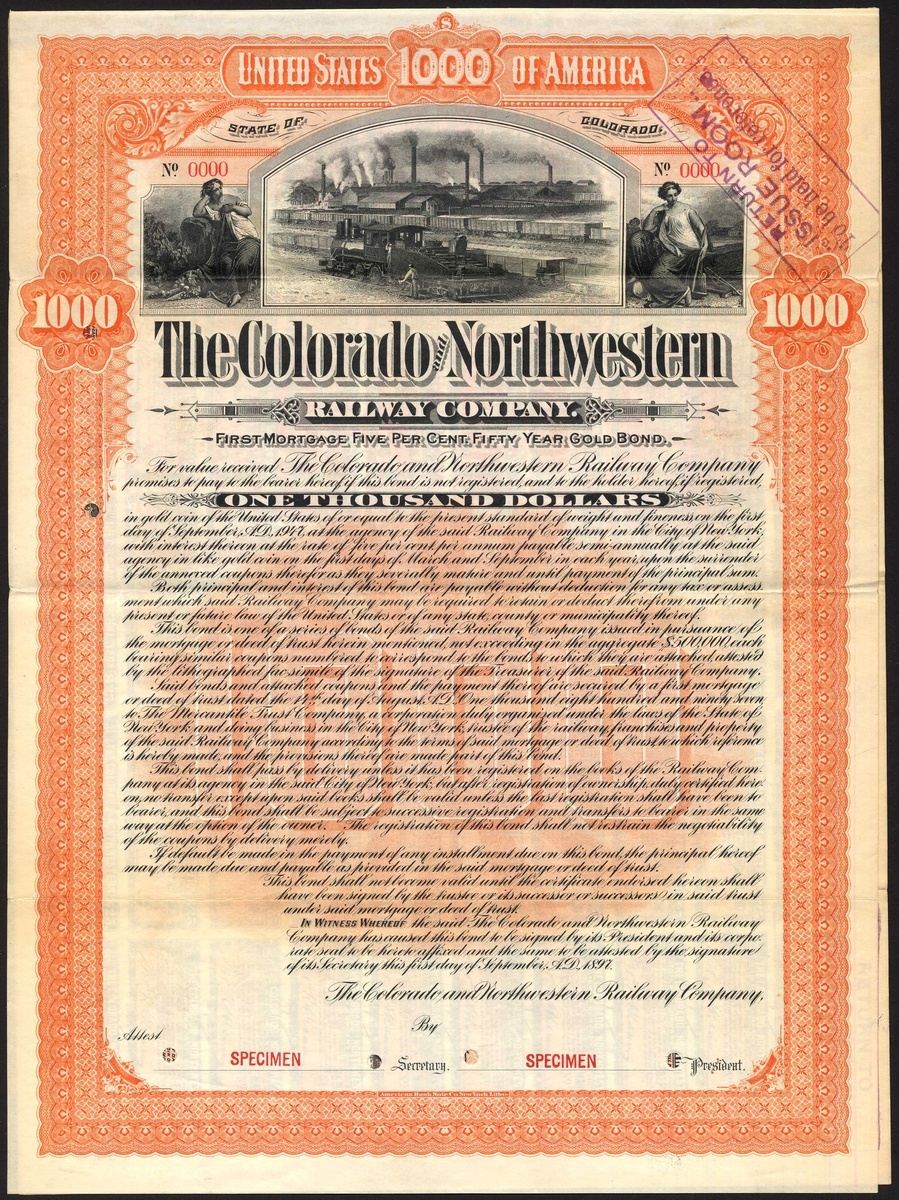 $
UNITED STATES 1000 OF AMERICA
STATE OF COLORADO.
No 0000 No 0000
RETURN TO
ISSUE ROOM
To be held for reference
1000 1000
The Colorado and Northwestern
RAILWAY COMPANY.
FIRST MORTGAGE FIVE PER CENT. FIFTY YEAR GOLD BOND.
For value received The Colorado and Northwestern Railway Company
promises to pay to the bearer hereof, if this bond is not registered, and to the holder hereof, if registered,
ONE THOUSAND DOLLARS
in gold coin of the United States of or equal to the present standard of weight and fineness on the first
day of September, A.D. 1947, at the agency of the said Railway Company in the City of New York,
with interest thereon at the rate of five per cent. per annum payable semi-annually at the said
agency in like gold coin on the first days of March and September in each year, upon the surrender
of the annexed coupons therefor as they serially mature and until payment of the principal sum.
Both principal and interest of this bond are payable without deduction for any tax or assess
ment which said Railway Company may be required to retain or deduct therefrom under any
present or future law of the United States or of any state, county or municipality thereof.
This bond is one of a series of bonds of the said Railway Company issued in pursuance of
the mortgage or deed of trust herein mentioned, not exceeding in the aggregate $500,000, each
bearing similar coupons numbered to correspond to the bond to which they are attached, attested
by the lithographed facsimile of the signature of the Treasurer of the said Railway Company.
Said bonds and attached coupons and the payment thereof are secured by a first mortgage
or deed of trust dated the day of August, A.D. One thousand eight hundred and ninety seven,
to The Mercantile Trust Company, a corporation duly organized under the laws of the State of
New York and doing business in the City of New York, trustee, of the railway, franchises and property
of the said Railway Company, according to the terms of said mortgage or deed of trust, to which reference
is hereby made, and the provisions thereof are made part of this bond.
This bond shall pass by delivery unless it has been registered on the books of the Railway Com-
pany at its agency in the said City of New York, but after registration of ownership, duly certified here
on, no transfer, except upon said books shall be valid, unless the last registration shall have been to
bearer, and this bond shall be subject to successive registrations and transfers to bearer in the same
way at the option of the owner. The registration of this bond shall not restrain the negotiability
of the coupons by delivery merely.
If default be made in the payment of any installment due on this bond, the principal hereof
may be made due and payable as provided in the said mortgage or deed of trust.
This bond shall not become valid until the certificate endorsed hereon shall
have been signed by the trustee or its successor or successors in said trust
under said mortgage or deed of trust.
IN WITNESS WHEREOF the said The Colorado and Northwestern Railway
Company has caused this bond to be signed by its President and its corpo-
rate seal to be hereto affixed and the same to be attested by the signature
of its Secretary this first day of September, A.D. 1897.
The Colorado and Northwestern Railway Company,
By
Attest
SPECIMEN Secretary. SPECIMEN President.
American Bank Note Co. New York Litho.